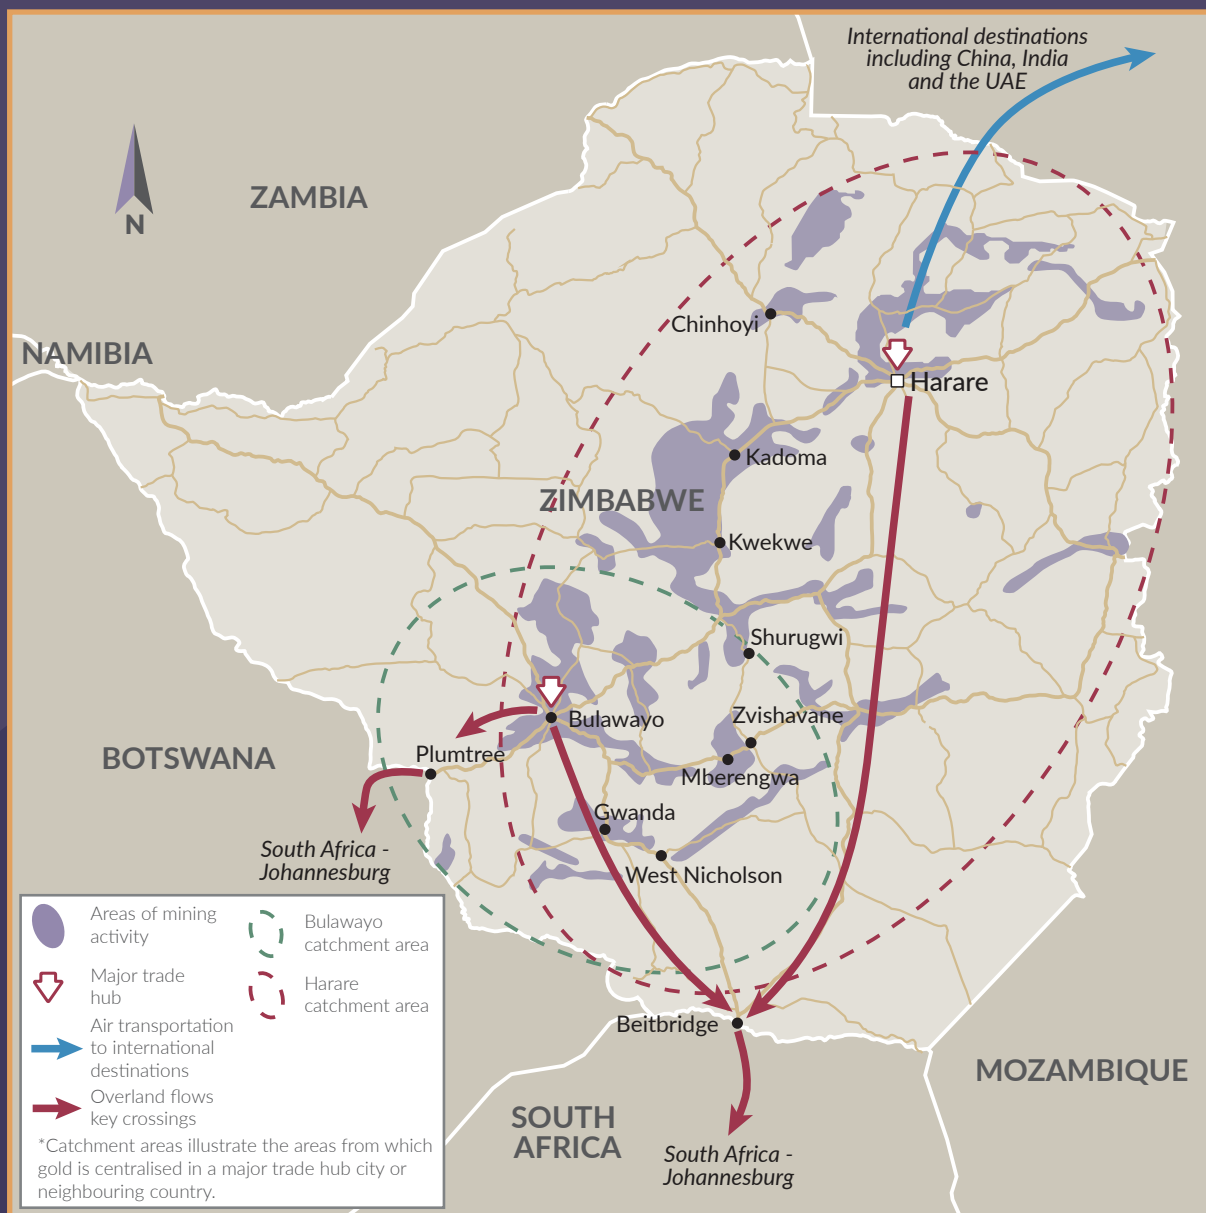 International destinations
including China, India
and the UAE
ZAMBIA
N
NAMIBIA
Chinhoyi
Harare
Kadoma
ZIMBABWE
Kwekwe
Shurugwi
Bulawayo
Zvishavane
BOTSWANA
Plumtree
Mberengwa
Gwanda
South Africa -
Johannesburg
West Nicholson
Beitbridge
MOZAMBIQUE
SOUTH
AFRICA
South Africa -
Johannesburg
Areas of mining
activity
Major trade
hub
Air transportation
to international
destinations
Overland flows
key crossings
Bulawayo
catchment area
Harare
catchment area
*Catchment areas illustrate the areas from which
gold is centralised in a major trade hub city or
neighbouring country.